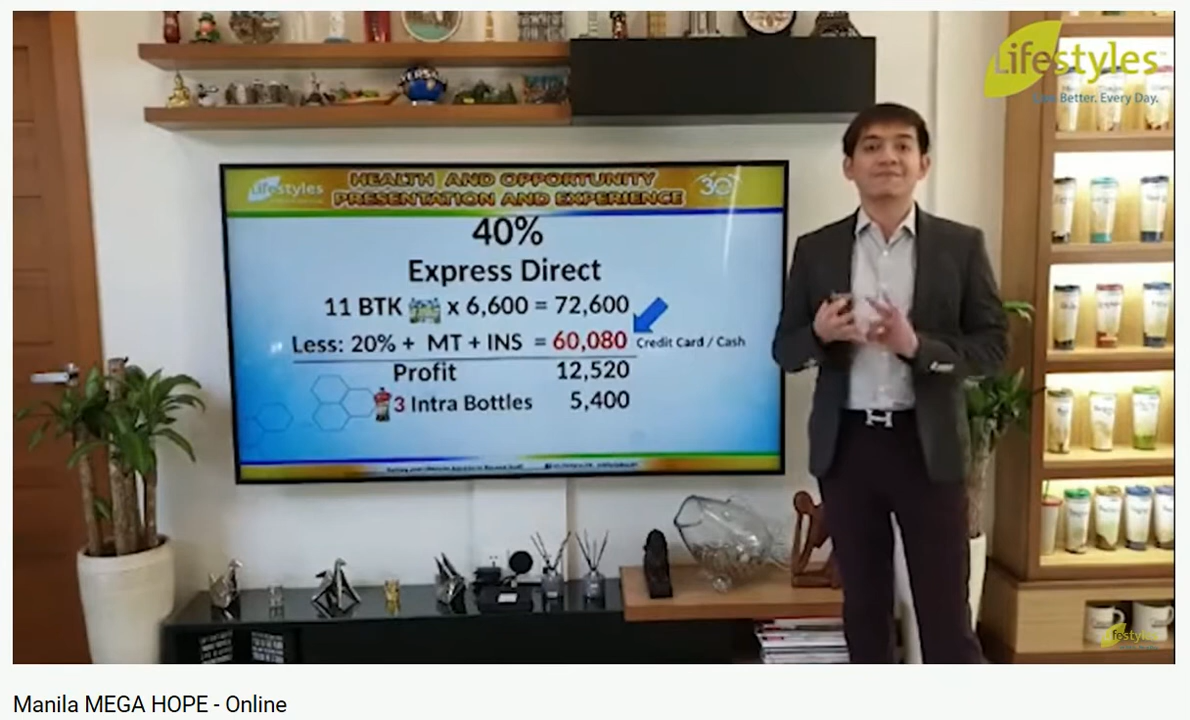 Lifestyles
Live Better. Every Day.
Lifestyles
HEALTH AND OPPORTUNITY
PRESENTATION AND EXPERIENCE
30
40%
Express Direct
11 BTK x 6,600 = 72,600
Less: 20% + MT + INS = 60,080 Credit Card / Cash
Profit 12,520
3 Intra Bottles 5,400
Lifestyles
Manila MEGA HOPE - Online